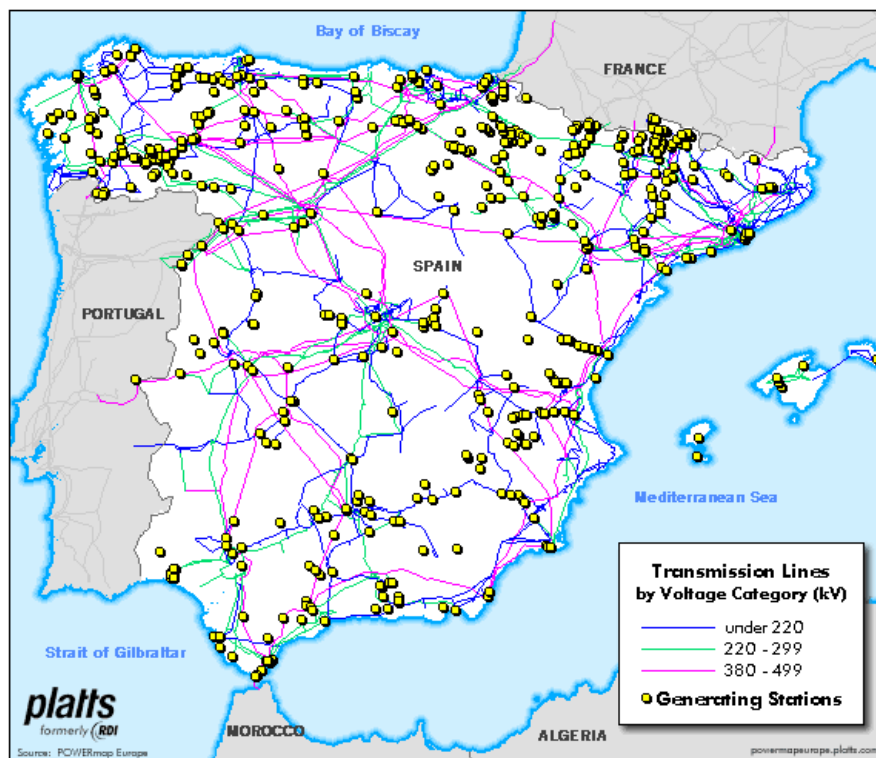 Bay of Biscay
FRANCE
SPAIN
PORTUGAL
Mediterranean Sea
Transmission Lines
by Voltage Category (kV)
under 220
220 - 299
380 - 499
Generating Stations
Strait of Gilbraltar
platts
formerly RDI
MOROCCO
ALGERIA
Source: POWERmap Europe
powermapeurope.platts.com